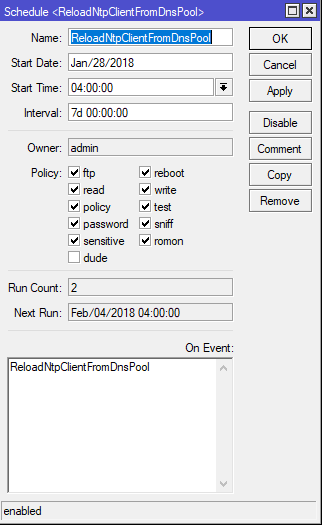 Schedule <ReloadNtpClientFromDnsPool>
Name: ReloadNtpClientFromDnsPool
Start Date: Jan/28/2018
Start Time: 04:00:00
Interval: 7d 00:00:00
Owner: admin
Policy: ftp reboot
read write
policy test
password sniff
sensitive romon
dude
Run Count: 2
Next Run: Feb/04/2018 04:00:00
On Event:
ReloadNtpClientFromDnsPool
enabled
OK
Cancel
Apply
Disable
Comment
Copy
Remove